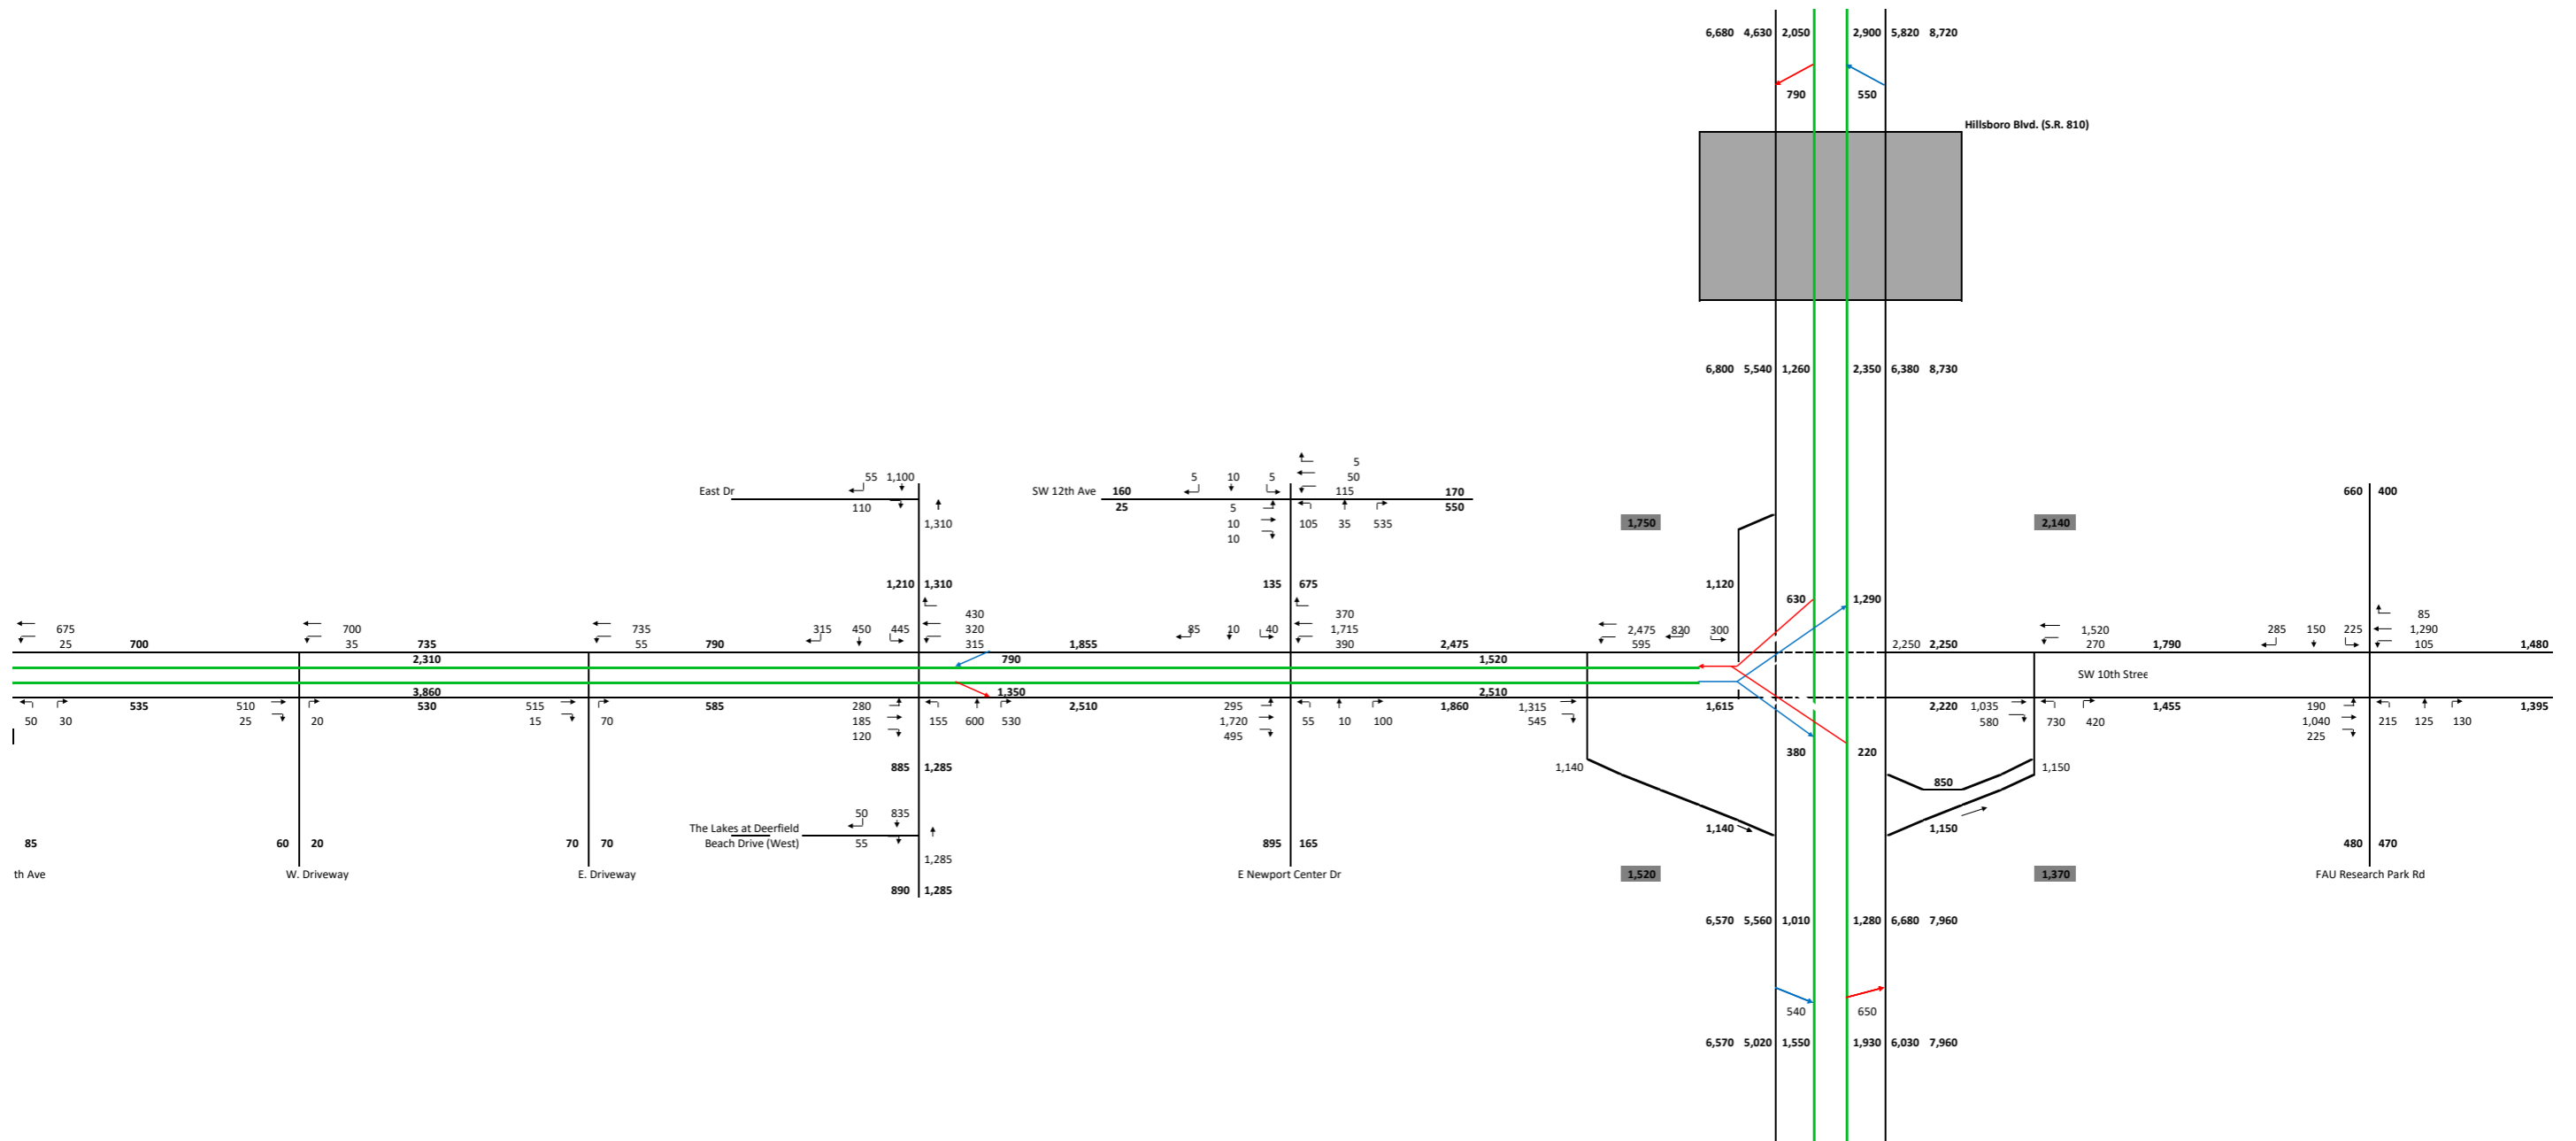 6,680 4,630 2,050 2,900 5,820 8,720
790 550
Hillsboro Blvd. (S.R. 810)
6,800 5,540 1,260 2,350 6,380 8,730
5
55 1,100 5 10 5 50
East Dr SW 12th Ave 160 115 170 660 400
110 25 5 550
1,310 10 105 35 535 1,750 2,140
10
1,210 1,310 135 675 1,120
630 1,290
430 370 85
675 700 735 315 450 445 320 85 10 40 1,715 2,475 820 300 1,520 285 150 225 1,290
25 700 35 735 55 790 315 1,855 390 2,475 595 2,250 2,250 270 1,790 105 1,480
2,310 790 1,520
SW 10th Stree
3,860 1,350 2,510
535 510 530 515 585 280 2,510 295 1,860 1,315 1,615 2,220 1,035 1,455 190 1,395
50 30 25 20 15 70 185 155 600 530 1,720 55 10 100 545 580 730 420 1,040 215 125 130
120 495 225
380 220
885 1,285 1,140 1,150
850
50 835
The Lakes at Deerfield 1,140 1,150
Beach Drive (West) 55
85 60 20 70 70 895 165 480 470
1,285
th Ave W. Driveway E. Driveway E Newport Center Dr 1,520 1,370 FAU Research Park Rd
890 1,285
6,570 5,560 1,010 1,280 6,680 7,960
540 650
6,570 5,020 1,550 1,930 6,030 7,960